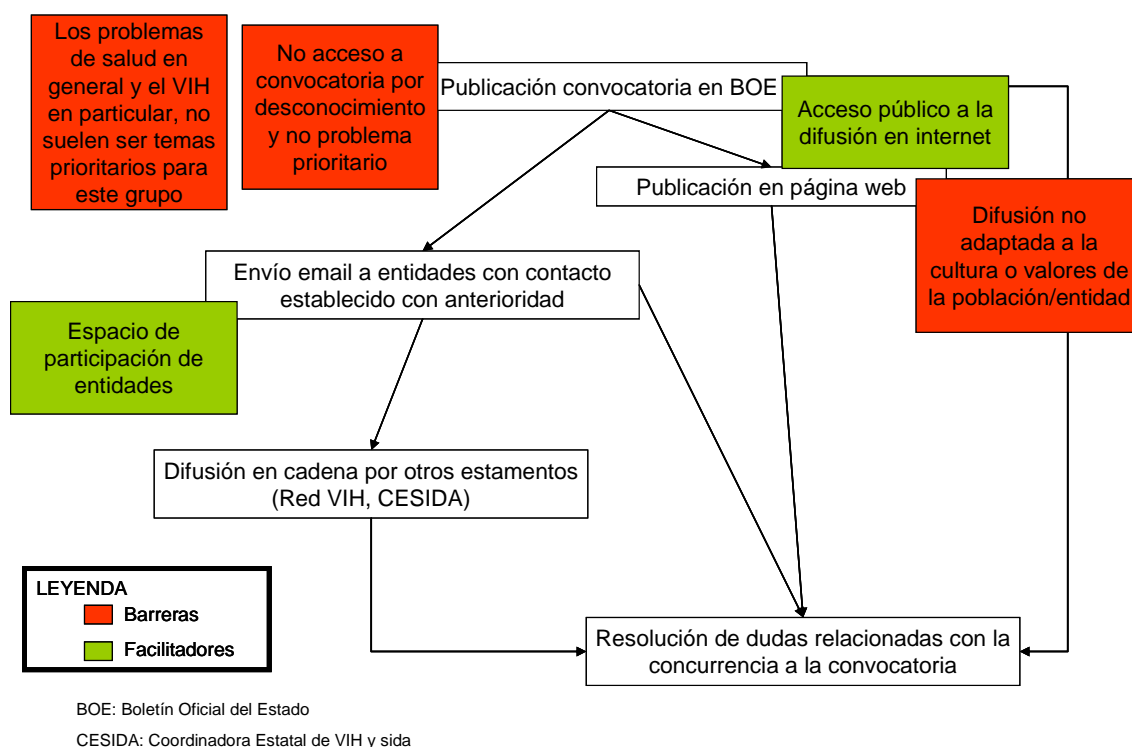 Los problemas
de salud en
general y el VIH
en particular, no
suelen ser temas
prioritarios para
este grupo
No acceso a
convocatoria por
desconocimiento
y no problema
prioritario
Publicación convocatoria en BOE
Acceso público a la
difusión en internet
Publicación en página web
Difusión no
adaptada a la
cultura o valores de
la población/entidad
Envío email a entidades con contacto
establecido con anterioridad
Espacio de
participación de
entidades
Difusión en cadena por otros estamentos
(Red VIH, CESIDA)
LEYENDA
Barreras
Facilitadores
Resolución de dudas relacionadas con la
concurrencia a la convocatoria
BOE: Boletín Oficial del Estado
CESIDA: Coordinadora Estatal de VIH y sida